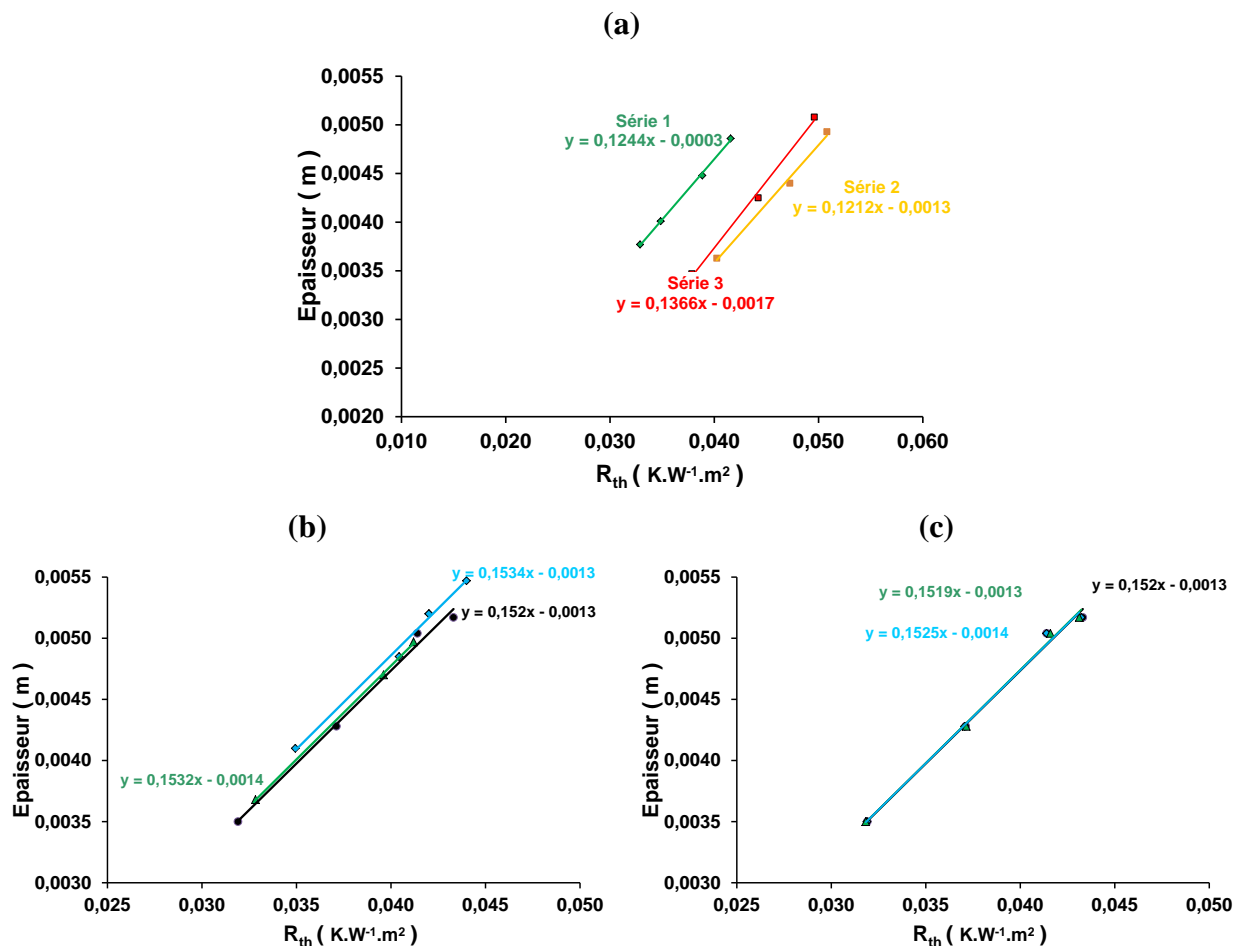 (a)
0,0055
0,0050
0,0045
0,0040
0,0035
0,0030
0,0025
0,0020
Epaisseur ( m )
Série 1
y = 0,1244x - 0,0003
Série 2
y = 0,1212x - 0,0013
Série 3
y = 0,1366x - 0,0017
0,010 0,020 0,030 0,040 0,050 0,060
Rth ( K.W-1.m²)
(b)
0,0055
0,0050
0,0045
0,0040
0,0035
0,0030
Epaisseur ( m )
y = 0,1534x - 0,0013
y = 0,152x - 0,0013
y = 0,1532x - 0,0014
0,025 0,030 0,035 0,040 0,045 0,050
Rth ( K.W-1.m²)
(c)
0,0055
0,0050
0,0045
0,0040
0,0035
0,0030
Epaisseur ( m )
y = 0,1519x - 0,0013
y = 0,152x - 0,0013
y = 0,1525x - 0,0014
0,025 0,030 0,035 0,040 0,045 0,050
Rth ( K.W-1.m²)